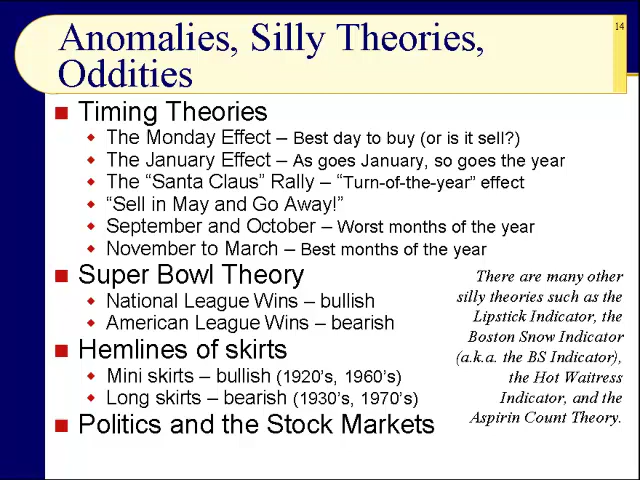 14
Anomalies, Silly Theories,
Oddities
Timing Theories
The Monday Effect – Best day to buy (or is it sell?)
The January Effect – As goes January, so goes the year
The “Santa Claus” Rally – “Turn-of-the-year” effect
“Sell in May and Go Away!”
September and October – Worst months of the year
November to March – Best months of the year
Super Bowl Theory
National League Wins – bullish
American League Wins – bearish
Hemlines of skirts
Mini skirts – bullish (1920’s, 1960’s)
Long skirts – bearish (1930’s, 1970’s)
Politics and the Stock Markets
There are many other
silly theories such as the
Lipstick Indicator, the
Boston Snow Indicator
(a.k.a. the BS Indicator),
the Hot Waitress
Indicator, and the
Aspirin Count Theory.